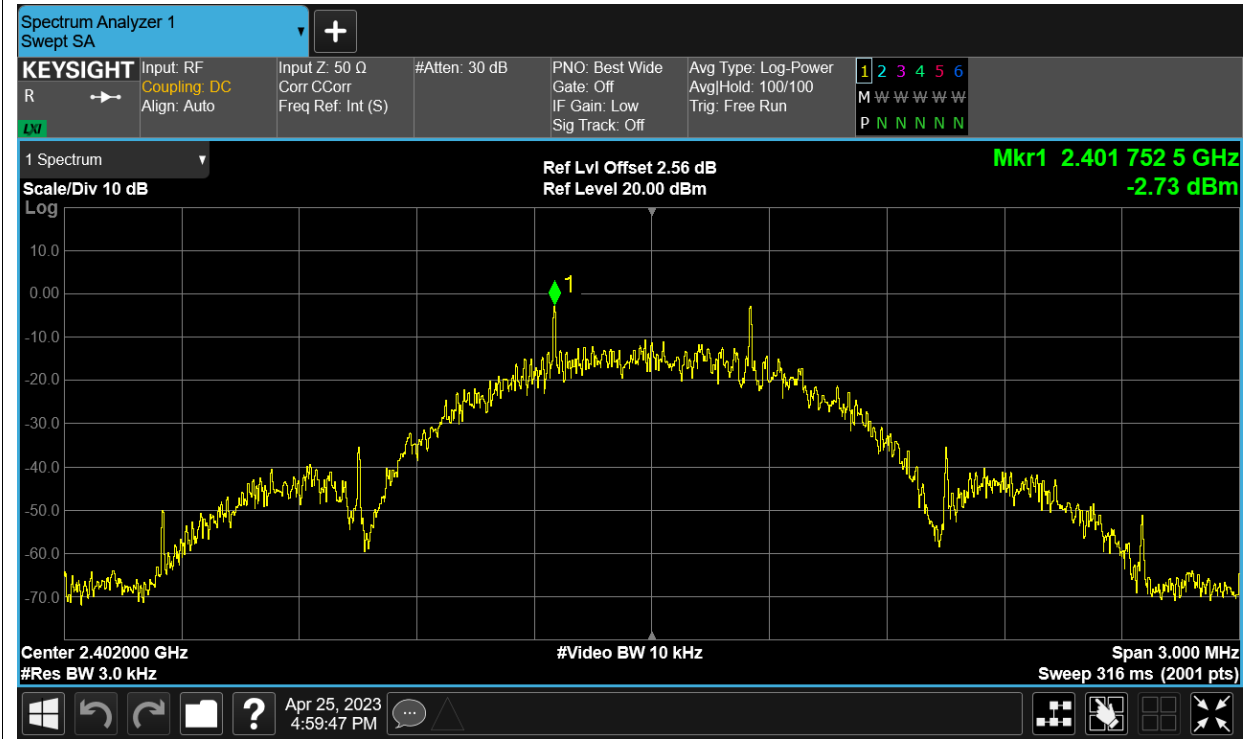 Spectrum Analyzer 1
Swept SA
KEYSIGHT
R
LXI
Input: RF
Coupling: DC
Align: Auto
Input Z: 50 Ω
Corr CCorr
Freq Ref: Int (S)
#Atten: 30 dB
PNO: Best Wide
Gate: Off
IF Gain: Low
Sig Track: Off
Avg Type: Log-Power
Avg|Hold: 100/100
Trig: Free Run
1 2 3 4 5 6
M W W W W W
P N N N N N
1 Spectrum
Scale/Div 10 dB
Log
Ref Lvl Offset 2.56 dB
Ref Level 20.00 dBm
Mkr1 2.401 752 5 GHz
-2.73 dBm
1
10.0
0.00
-10.0
-20.0
-30.0
-40.0
-50.0
-60.0
-70.0
Center 2.402000 GHz
#Res BW 3.0 kHz
#Video BW 10 kHz
Span 3.000 MHz
Sweep 316 ms (2001 pts)
?
Apr 25, 2023
4:59:47 PM